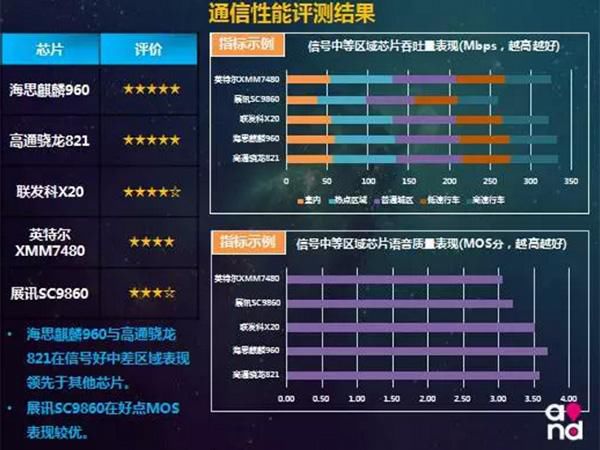 通信性能评测结果
芯片 评价
海思麒麟960 ★★★★★
高通骁龙821 ★★★★★
联发科X20 ★★★★☆
英特尔
XMM7480 ★★★★
展讯SC9860 ★★★☆
• 海思麒麟960与高通骁龙
821在信号好中差区域表现
领先于其他芯片。
• 展讯SC9860在好点MOS
表现较优。
指标示例
信号中等区域芯片吞吐量表现(Mbps，越高越好)
英特尔XMM7480
展讯SC9860
联发科X20
海思麒麟960
高通骁龙821
0 50 100 150 200 250 300 350
室内 热点区域 普通城区 低速行车 高速行车
指标示例
信号中等区域芯片语音质量表现(MOS分，越高越好)
英特尔XMM7480
展讯SC9860
联发科X20
海思麒麟960
高通骁龙821
0.00 0.50 1.00 1.50 2.00 2.50 3.00 3.50 4.00
a
nd